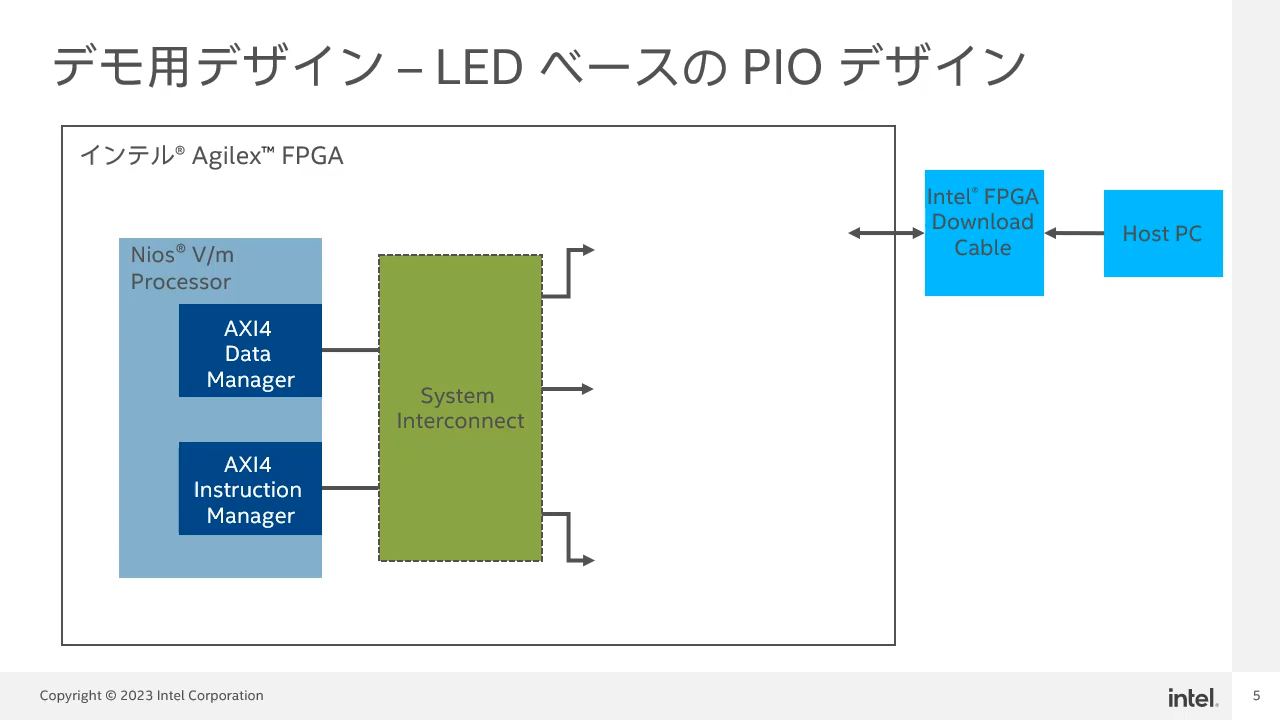 デモ用デザイン – LED ベースの PIO デザイン
インテル® Agilex™ FPGA
Nios® V/m
Processor
AXI4
Data
Manager
AXI4
Instruction
Manager
System
Interconnect
Intel® FPGA
Download
Cable
Host PC
Copyright © 2023 Intel Corporation
intel.
5